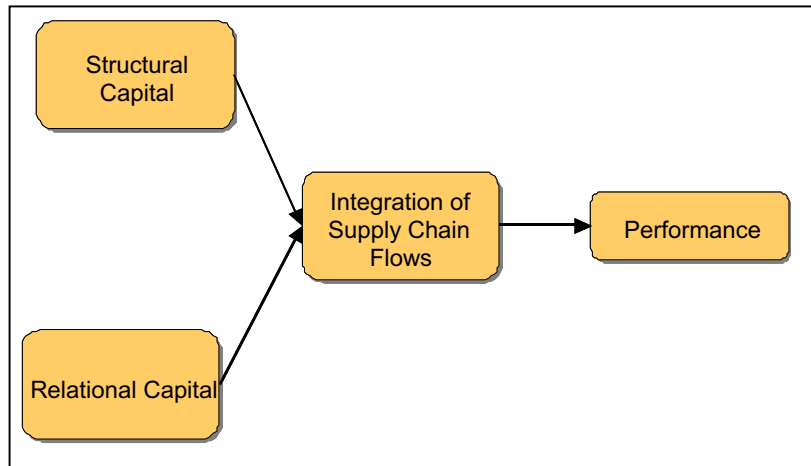 Structural
Capital
Integration of
Supply Chain
Flows
Performance
Relational Capital